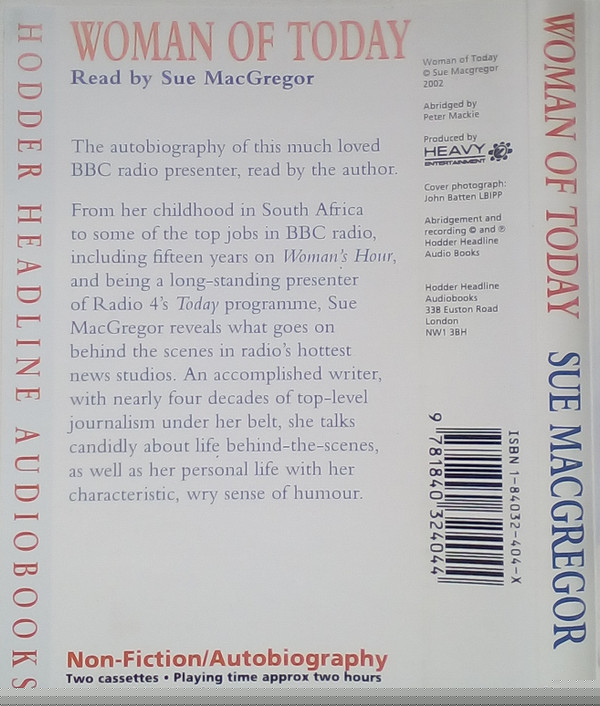 HODDER HEADLINE AUDIOBOOKS
WOMAN OF TODAY
Read by Sue MacGregor
The autobiography of this much loved
BBC radio presenter, read by the author.
From her childhood in South Africa
to some of the top jobs in BBC radio,
including fifteen years on Woman's Hour,
and being a long-standing presenter
of Radio 4's Today programme, Sue
MacGregor reveals what goes on
behind the scenes in radio's hottest
news studios. An accomplished writer,
with nearly four decades of top-level
journalism under her belt, she talks
candidly about life behind-the-scenes,
as well as her personal life with her
characteristic, wry sense of humour.
Non-Fiction/Autobiography
Two cassettes • Playing time approx two hours
Woman of Today
© Sue Macgregor
2002
Abridged by
Peter Mackie
Produced by
HEAVY
ENTERTAINMENT
Cover photograph:
John Batten LBIPP
Abridgement and
recording © and ℗
Hodder Headline
Audio Books
Hodder Headline
Audiobooks
338 Euston Road
London
NW1 3BH
ISBN 1-84032-404-X
9 781840 324044
WOMAN OF TODAY SUE MACGREGOR